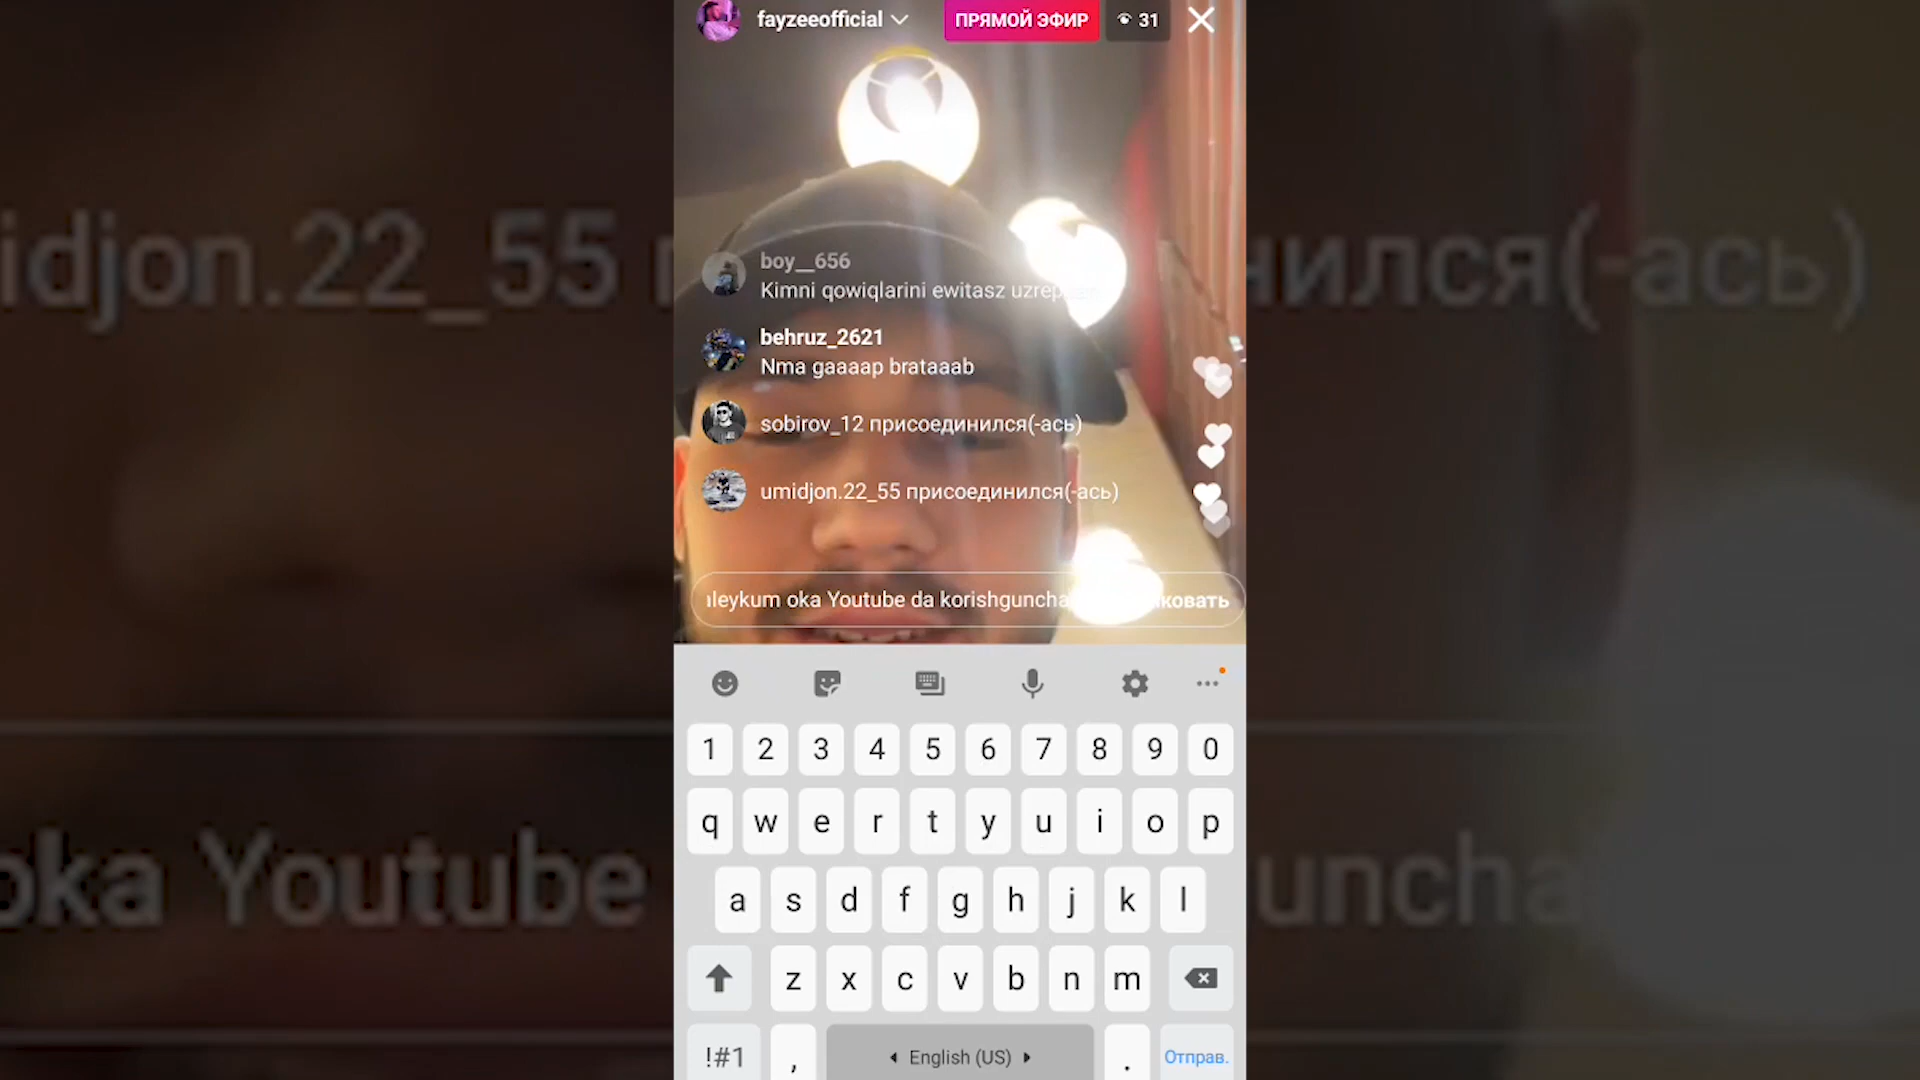 fayzeeofficial
ПРЯМОЙ ЭФИР
31
boy__656
Kimni qowiqlarini ewitasz
behruz_2621
Nma gaaaap brataaab
sobirov_12 присоединился(-ась)
umidjon.22_55 присоединился(-ась)
oka Youtube da korishguncha
1 2 3 4 5 6 7 8 9 0
q w e r t y u i o p
a s d f g h j k l
z x c v b n m
!#1 , English (US) . Отправ.